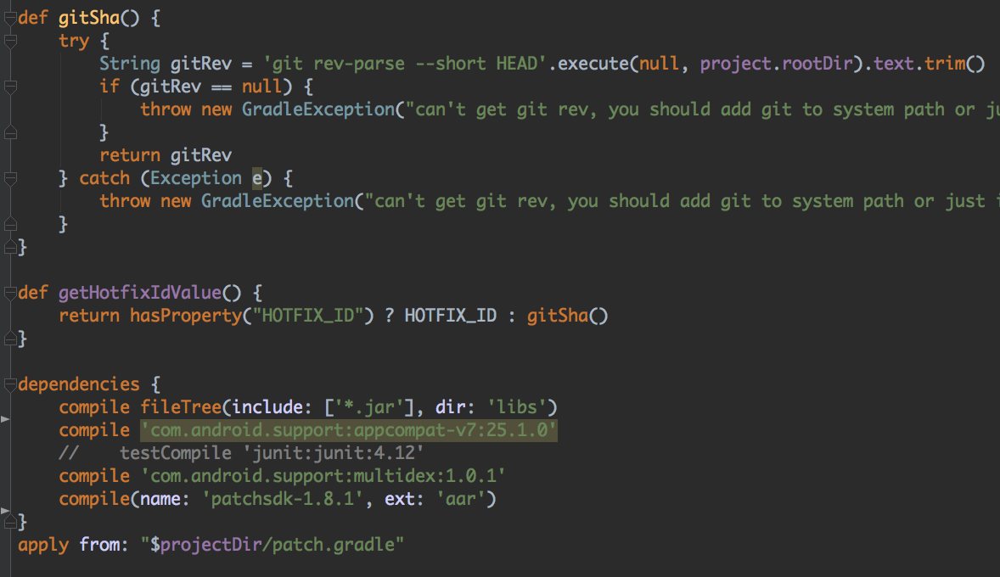 def gitSha() {
    try {
        String gitRev = 'git rev-parse --short HEAD'.execute(null, project.rootDir).text.trim()
        if (gitRev == null) {
            throw new GradleException("can't get git rev, you should add git to system path or
        }
        return gitRev
    } catch (Exception e) {
        throw new GradleException("can't get git rev, you should add git to system path or just
    }
}
def getHotfixIdValue() {
    return hasProperty("HOTFIX_ID") ? HOTFIX_ID : gitSha()
}
dependencies {
    compile fileTree(include: ['*.jar'], dir: 'libs')
    compile 'com.android.support:appcompat-v7:25.1.0'
    //    testCompile 'junit:junit:4.12'
    compile 'com.android.support:multidex:1.0.1'
    compile(name: 'patchsdk-1.8.1', ext: 'aar')
}
apply from: "$projectDir/patch.gradle"